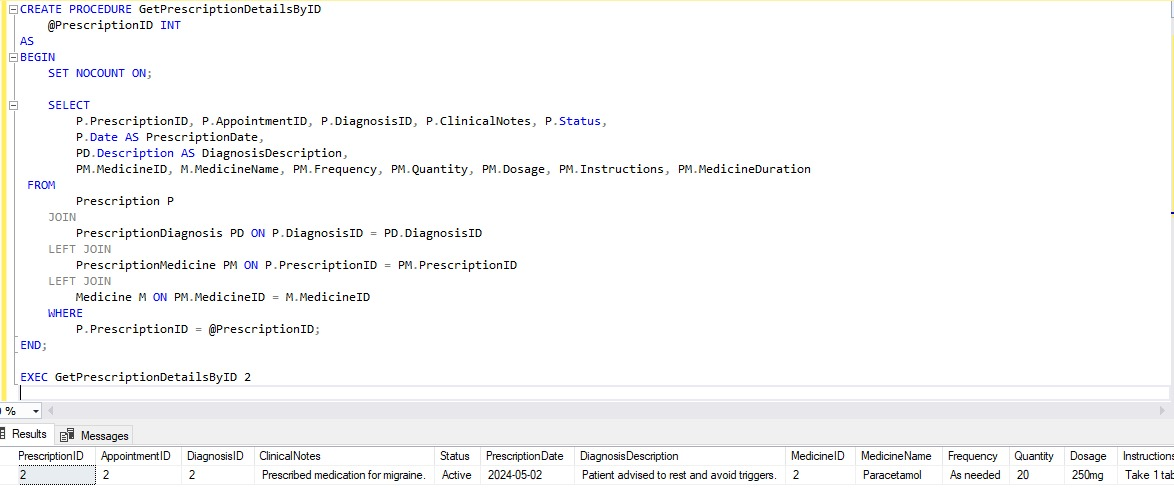 CREATE PROCEDURE GetPrescriptionDetailsByID
@PrescriptionID INT
AS
BEGIN
SET NOCOUNT ON;
SELECT
P.PrescriptionID, P.AppointmentID, P.DiagnosisID, P.ClinicalNotes, P.Status,
P.Date AS PrescriptionDate,
PD.Description AS DiagnosisDescription,
PM.MedicineID, M.MedicineName, PM.Frequency, PM.Quantity, PM.Dosage, PM.Instructions, PM.MedicineDuration
FROM
Prescription P
JOIN
PrescriptionDiagnosis PD ON P.DiagnosisID = PD.DiagnosisID
LEFT JOIN
PrescriptionMedicine PM ON P.PrescriptionID = PM.PrescriptionID
LEFT JOIN
Medicine M ON PM.MedicineID = M.MedicineID
WHERE
P.PrescriptionID = @PrescriptionID;
END;
EXEC GetPrescriptionDetailsByID 2
%
Results Messages
PrescriptionID AppointmentID DiagnosisID ClinicalNotes Status PrescriptionDate DiagnosisDescription MedicineID MedicineName Frequency Quantity Dosage Instructions
2 2 2 Prescribed medication for migraine. Active 2024-05-02 Patient advised to rest and avoid triggers. 2 Paracetamol As needed 20 250mg Take 1 tab